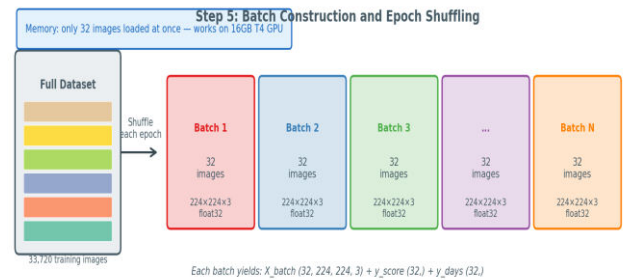 Step 5: Batch Construction and Epoch Shuffling
Memory: only 32 images loaded at once — works on 16GB T4 GPU
Full Dataset
Shuffle
each epoch
33,720 training images
Batch 1
32
images
224×224×3
float32
Batch 2
32
images
224×224×3
float32
Batch 3
32
images
224×224×3
float32
...
32
images
224×224×3
float32
Batch N
32
images
224×224×3
float32
Each batch yields: X_batch (32, 224, 224, 3) + y_score (32,) + y_days (32,)